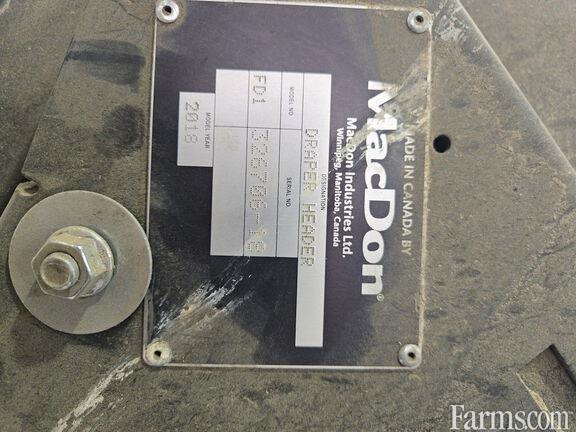 MADE IN CANADA BY
MacDon®
MacDon Industries Ltd.
Winnipeg, Manitoba, Canada
DESIGNATION
DRAPER HEADER
MODEL NO. SERIAL NO.
FD1 326706-18
MODEL YEAR
2018
Farms.com